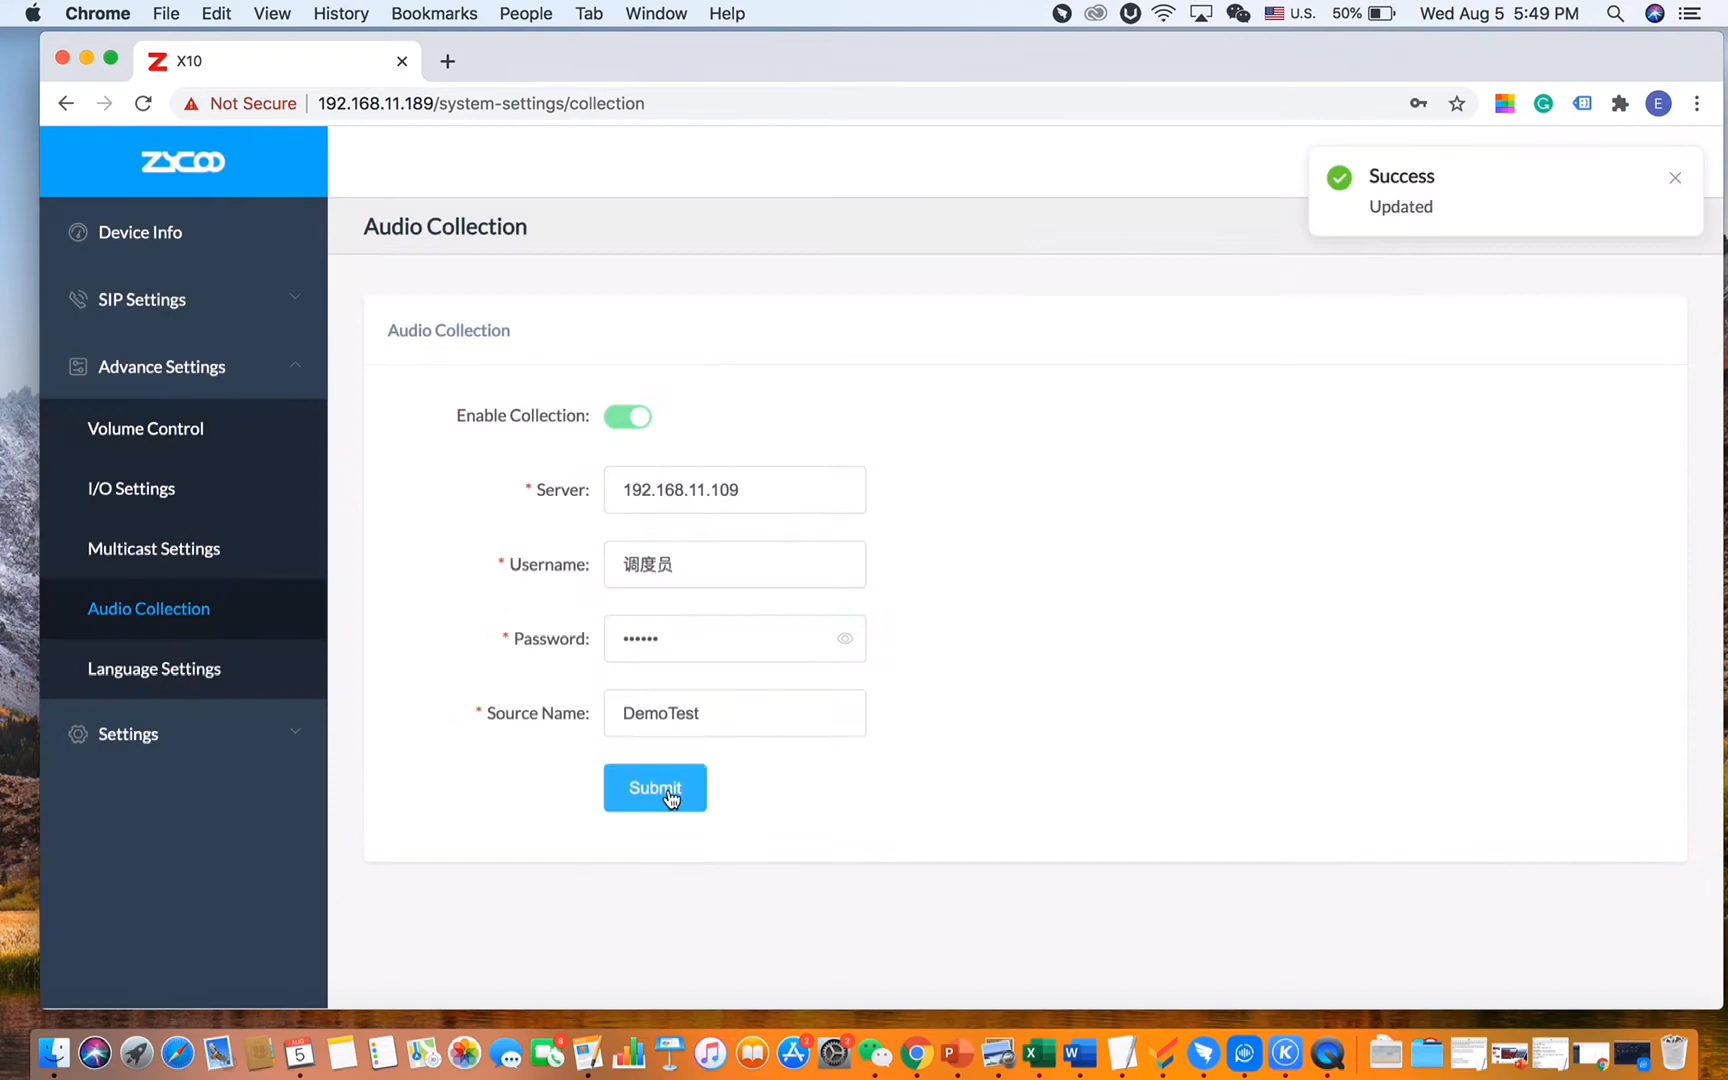 Chrome File Edit View History Bookmarks People Tab Window Help U.S. 50% Wed Aug 5 5:49 PM
X10
Not Secure 192.168.11.189/system-settings/collection E
ZYCOO
Success
Updated
Device Info
SIP Settings
Advance Settings
Volume Control
I/O Settings
Multicast Settings
Audio Collection
Language Settings
Settings
Audio Collection
Audio Collection
Enable Collection:
* Server: 192.168.11.109
* Username: 调度员
* Password: ••••••
* Source Name: DemoTest
Submit